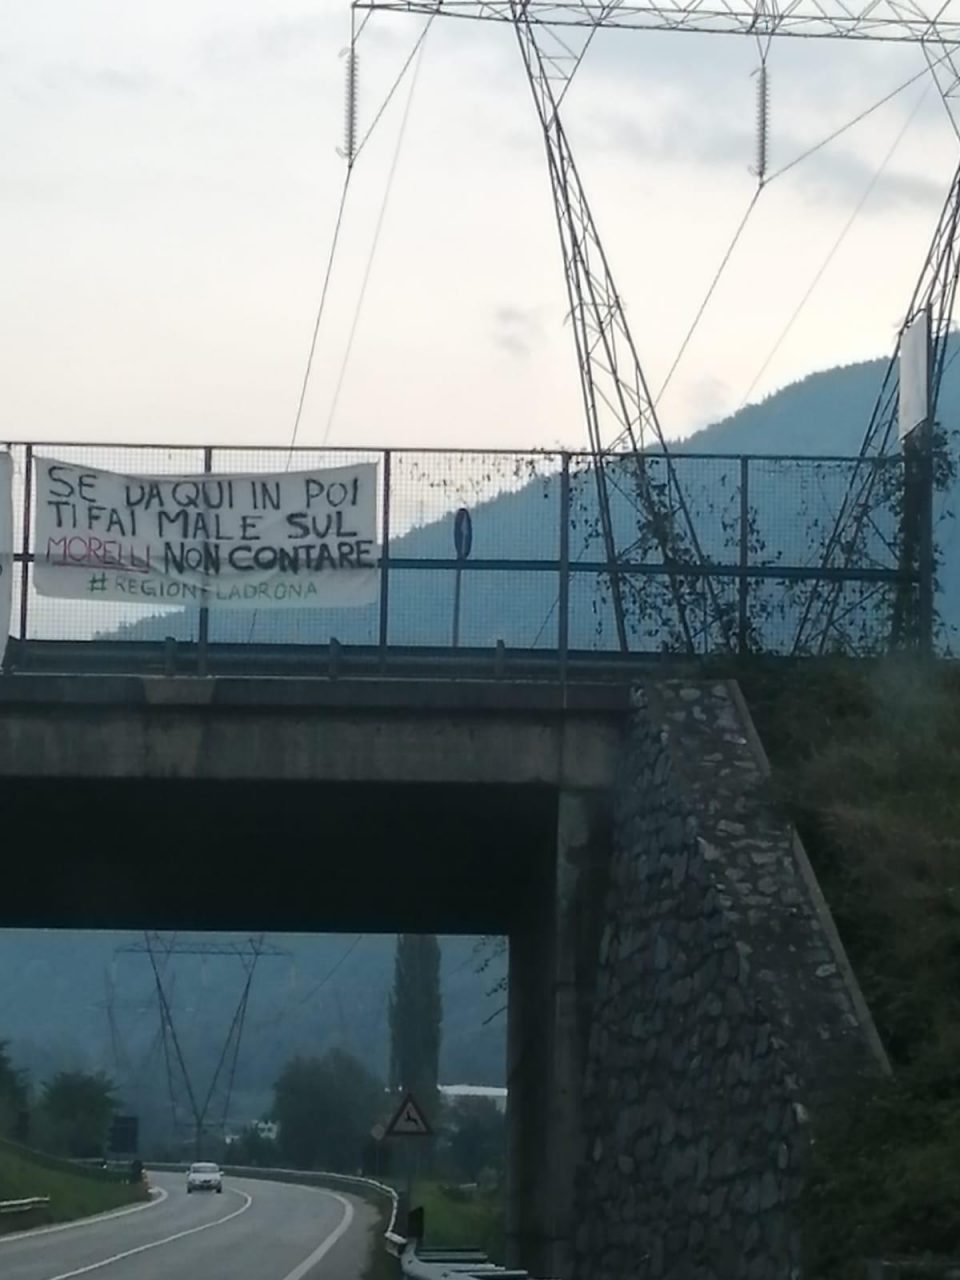 SE DA QUI IN POI
TI FAI MALE SUL
MORELLI NON CONTARE
#REGIONELADRONA